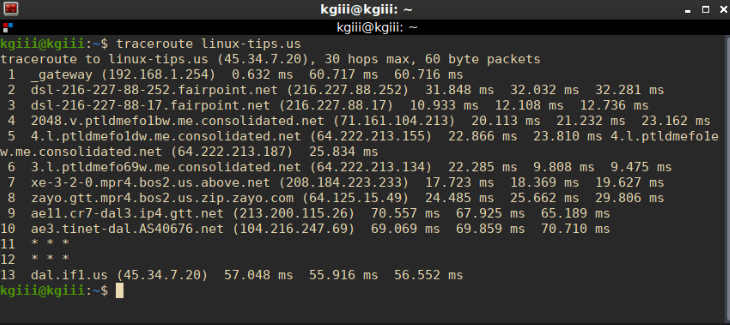 kgiii@kgiii: ~
kgiii@kgiii: ~
kgiii@kgiii:~$ traceroute linux-tips.us
traceroute to linux-tips.us (45.34.7.20), 30 hops max, 60 byte packets
 1  _gateway (192.168.1.254)  0.632 ms  60.717 ms  60.716 ms
 2  dsl-216-227-88-252.fairpoint.net (216.227.88.252)  31.848 ms  32.032 ms  32.281 ms
 3  dsl-216-227-88-17.fairpoint.net (216.227.88.17)  10.933 ms  12.108 ms  12.736 ms
 4  2048.v.ptldmefo1bw.me.consolidated.net (71.161.104.213)  20.113 ms  21.232 ms  23.162 ms
 5  4.l.ptldmefo1dw.me.consolidated.net (64.222.213.155)  22.866 ms  23.810 ms 4.l.ptldmefo1e
w.me.consolidated.net (64.222.213.187)  25.834 ms
 6  3.l.ptldmefo69w.me.consolidated.net (64.222.213.134)  22.285 ms  9.808 ms  9.475 ms
 7  xe-3-2-0.mpr4.bos2.us.above.net (208.184.223.233)  17.723 ms  18.369 ms  19.627 ms
 8  zayo.gtt.mpr4.bos2.us.zip.zayo.com (64.125.15.49)  24.485 ms  25.662 ms  29.806 ms
 9  ae11.cr7-dal3.ip4.gtt.net (213.200.115.26)  70.557 ms  67.925 ms  65.189 ms
10  ae3.tinet-dal.AS40676.net (104.216.247.69)  69.069 ms  69.859 ms  70.710 ms
11  * * *
12  * * *
13  dal.if1.us (45.34.7.20)  57.048 ms  55.916 ms  56.552 ms
kgiii@kgiii:~$